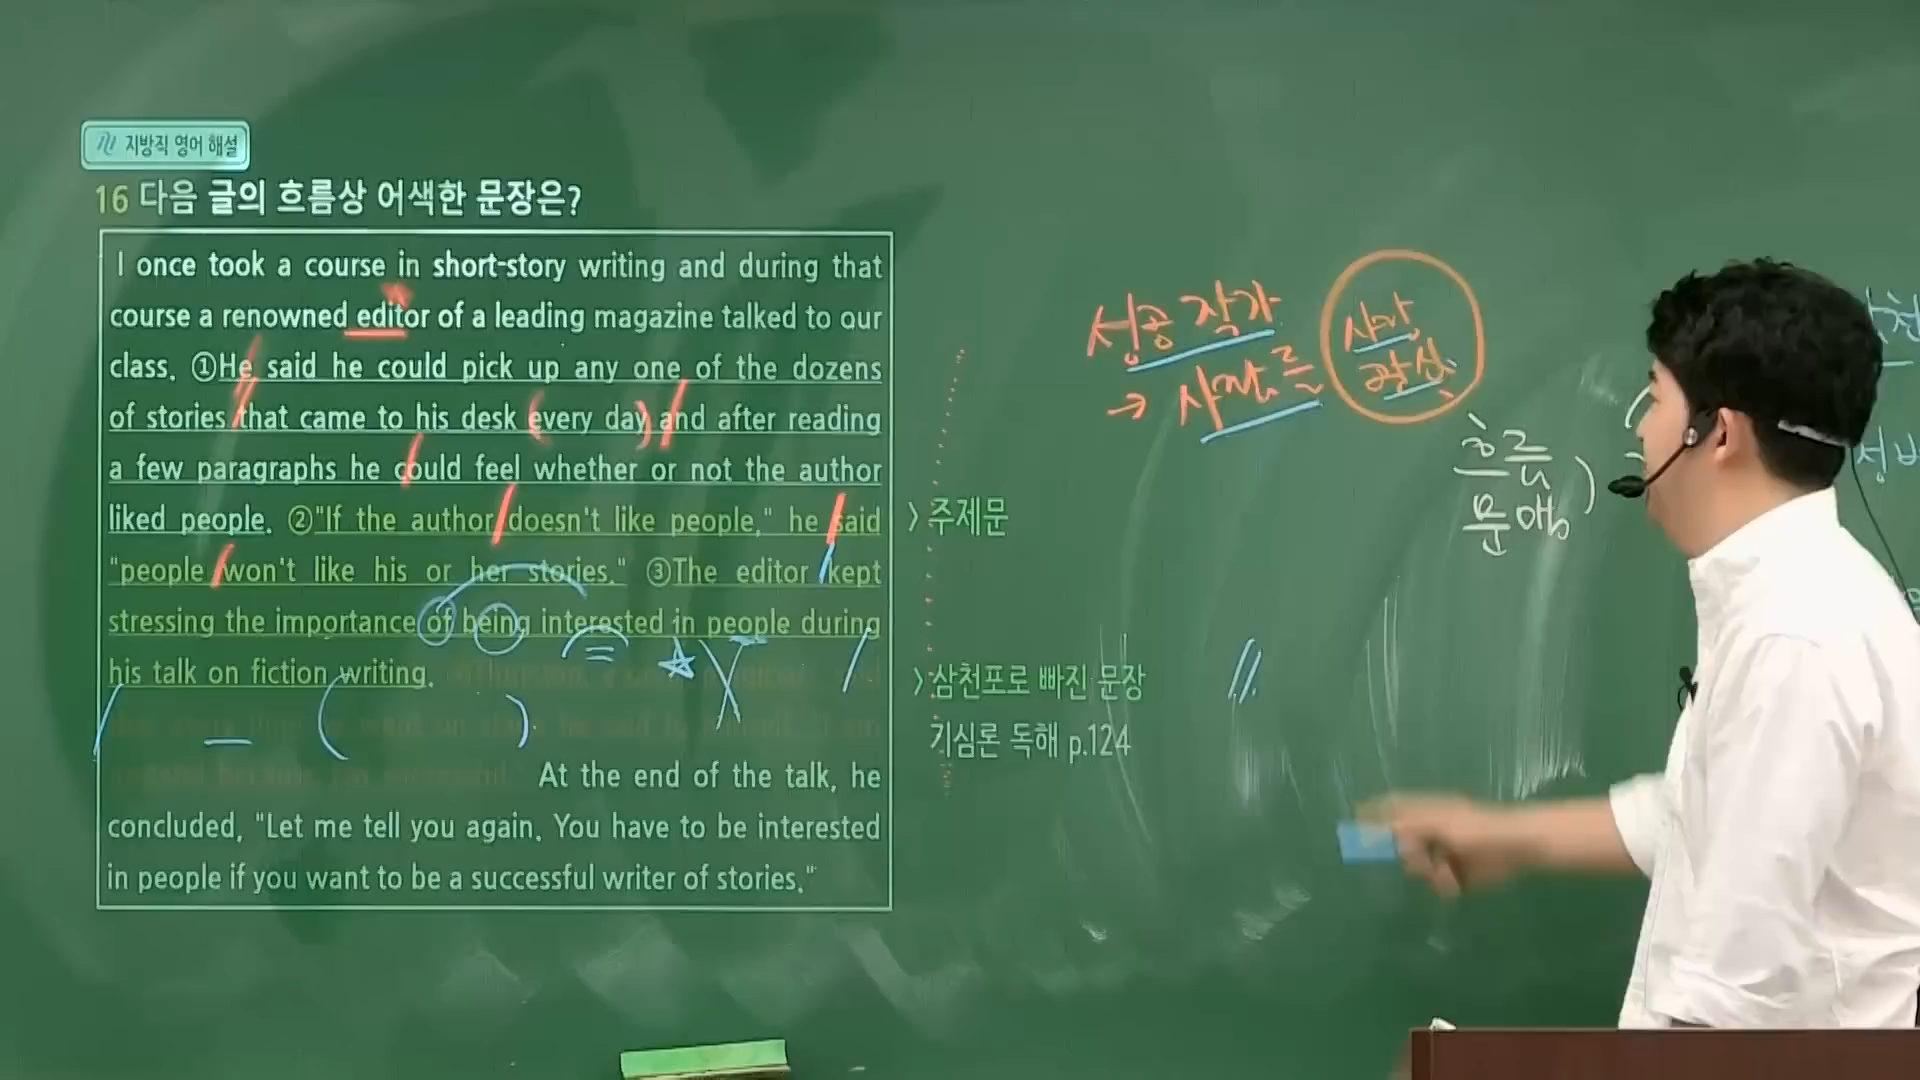 지방직 영어 해설
16 다음 글의 흐름상 어색한 문장은?
I once took a course in short-story writing and during that
course a renowned editor of a leading magazine talked to our
class. ①He said he could pick up any one of the dozens
of stories that came to his desk every day and after reading
a few paragraphs he could feel whether or not the author
liked people. ②"If the author doesn't like people," he said
"people won't like his or her stories." ③The editor kept
stressing the importance of being interested in people during
his talk on fiction writing.
At the end of the talk, he
concluded, "Let me tell you again. You have to be interested
in people if you want to be a successful writer of stories."
> 주제문
> 삼천포로 빠진 문장
기심론 독해 p.124
성공 작가
→ 사람들
사람
관심
흐름
문맥